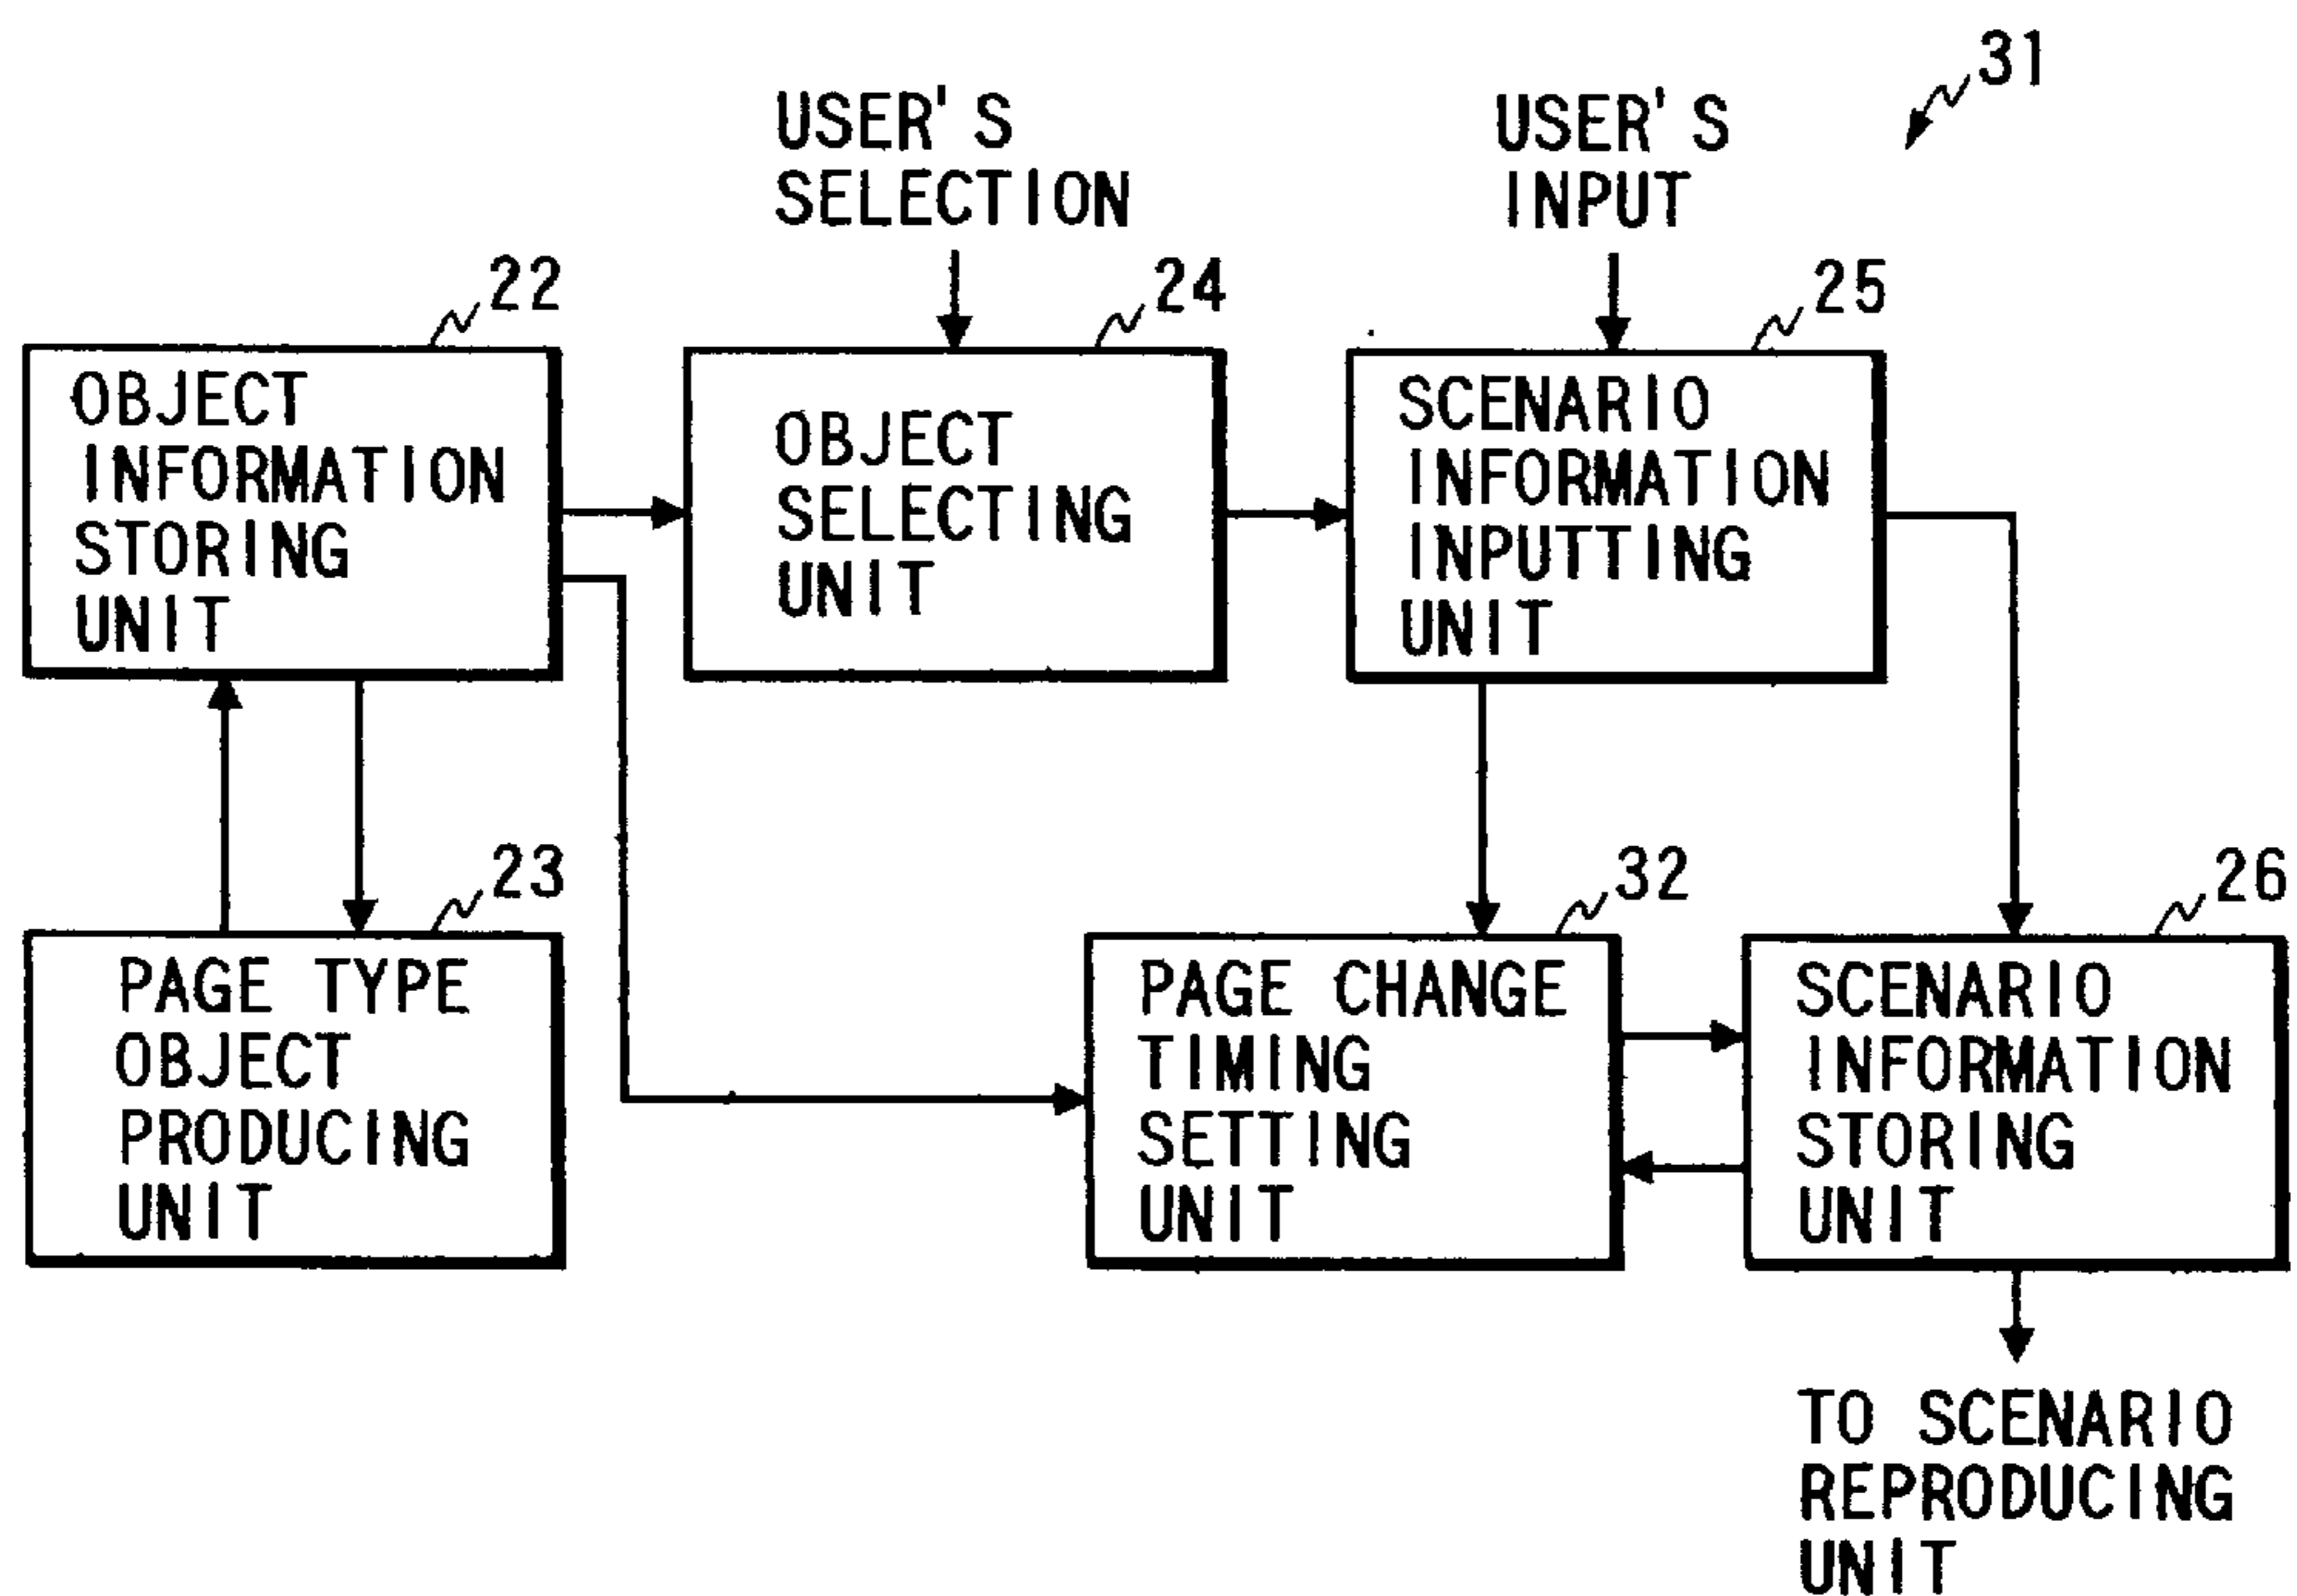 31
USER'S
SELECTION
USER'S
INPUT
22
24
25
OBJECT
INFORMATION
STORING
UNIT
OBJECT
SELECTING
UNIT
SCENARIO
INFORMATION
INPUTTING
UNIT
23
32
26
PAGE TYPE
OBJECT
PRODUCING
UNIT
PAGE CHANGE
TIMING
SETTING
UNIT
SCENARIO
INFORMATION
STORING
UNIT
TO SCENARIO
REPRODUCING
UNIT